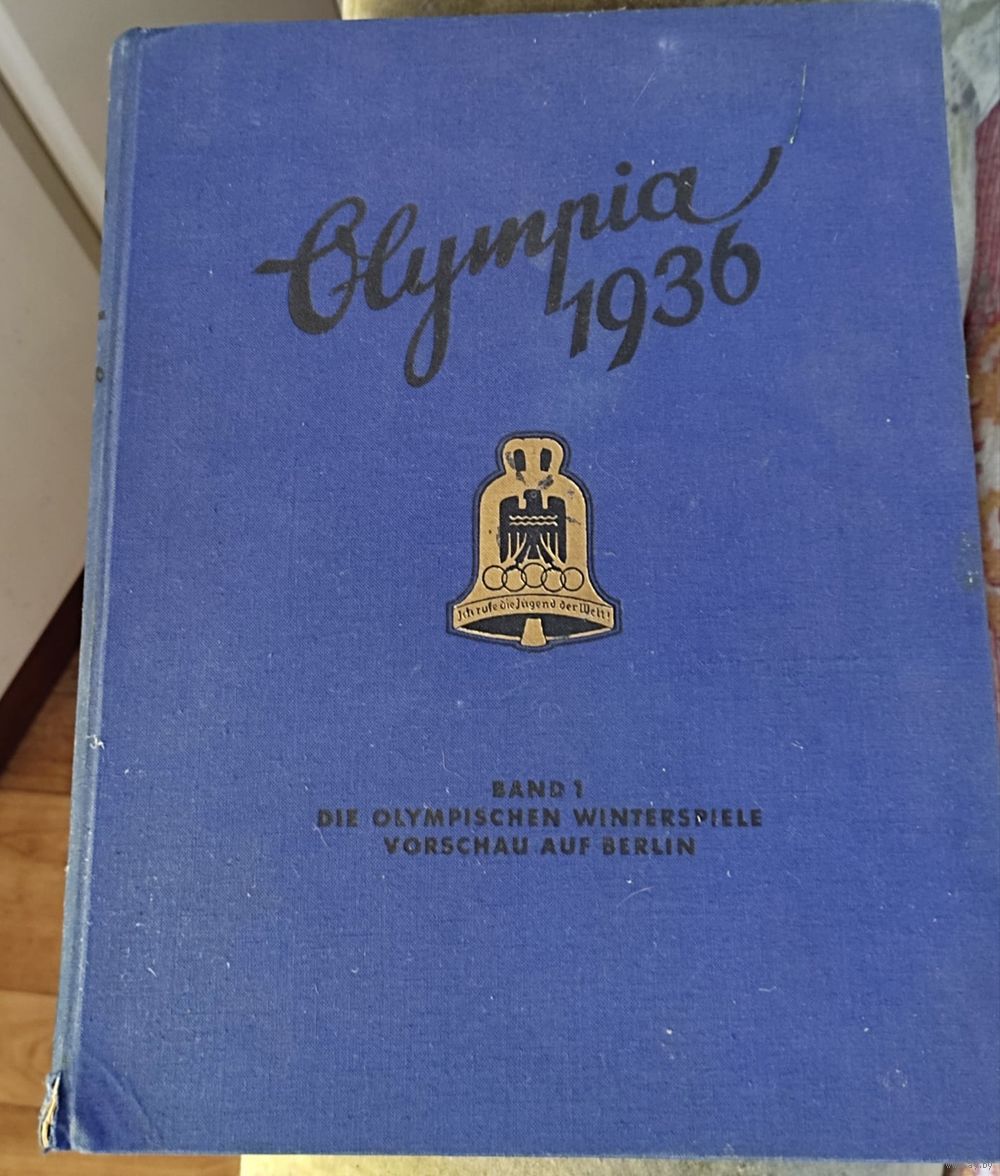 Olympia
1936
Ich rufe die Jugend der Welt!
BAND 1
DIE OLYMPISCHEN WINTERSPIELE
VORSCHAU AUF BERLIN